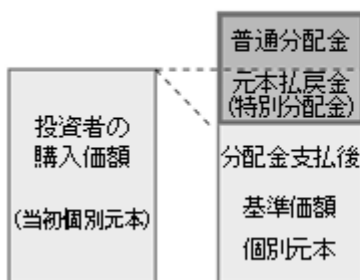 普通分配金
元本払戻金
(特別分配金)
投資者の
購入価額
(当初個別元本)
分配金支払後
基準価額
個別元本